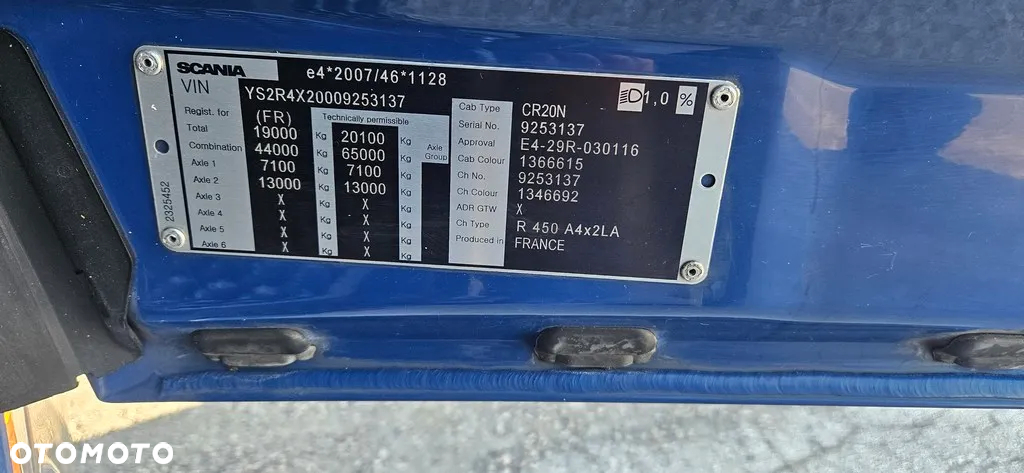 SCANIA e4*2007/46*1128
VIN YS2R4X20009253137
1,0 %
Regist. for (FR) Technically permissible
Total 19000 Kg 20100 Kg
Combination 44000 Kg 65000 Kg Axle Group
Axle 1 7100 Kg 7100 Kg
Axle 2 13000 Kg 13000 Kg
Axle 3 X Kg X Kg
Axle 4 X Kg X Kg
Axle 5 X Kg X Kg
Axle 6 X Kg X Kg
Cab Type CR20N
Serial No. 9253137
Approval E4-29R-030116
Cab Colour 1366615
Ch No. 9253137
Ch Colour 1346692
ADR GTW X
Ch Type R 450 A4x2LA
Produced in FRANCE
2325452
OTOMOTO